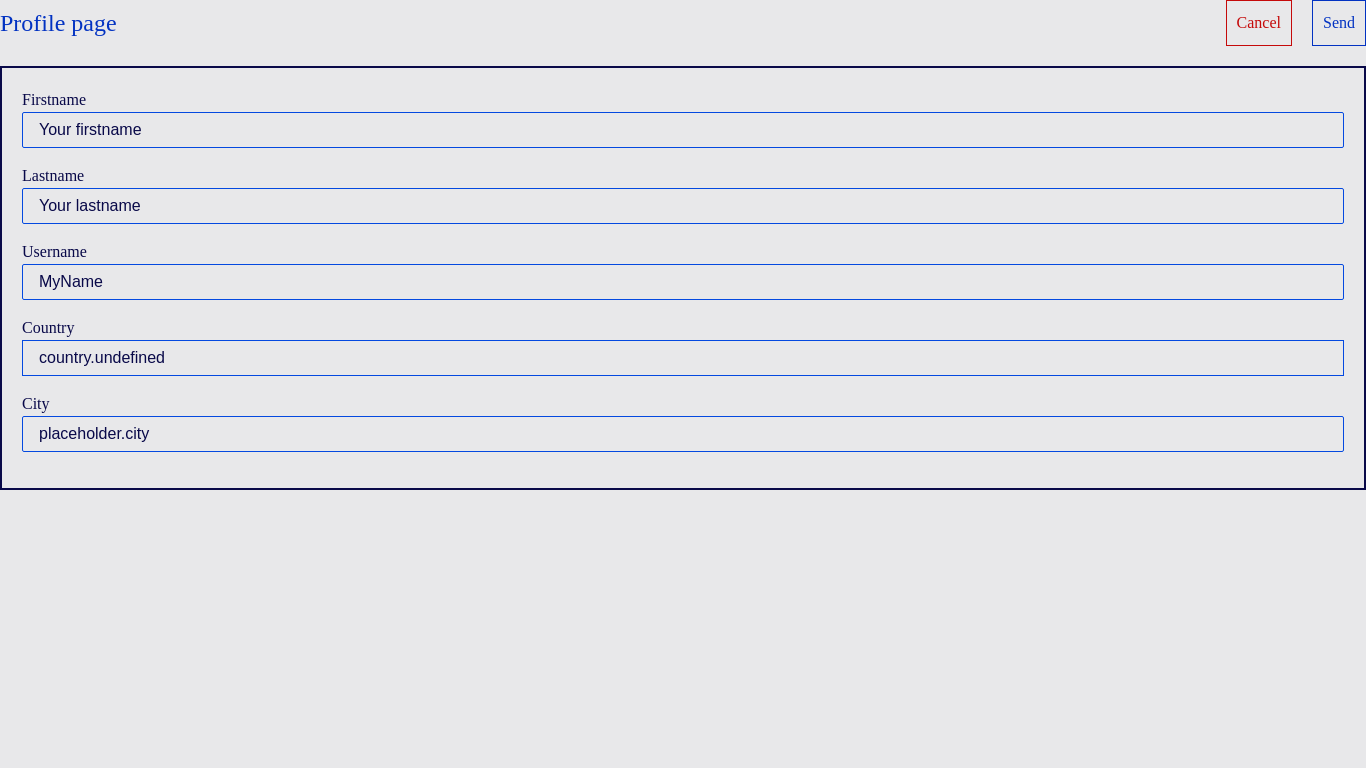 Profile page
Cancel
Send
Firstname
Your firstname
Lastname
Your lastname
Username
MyName
Country
country.undefined
City
placeholder.city